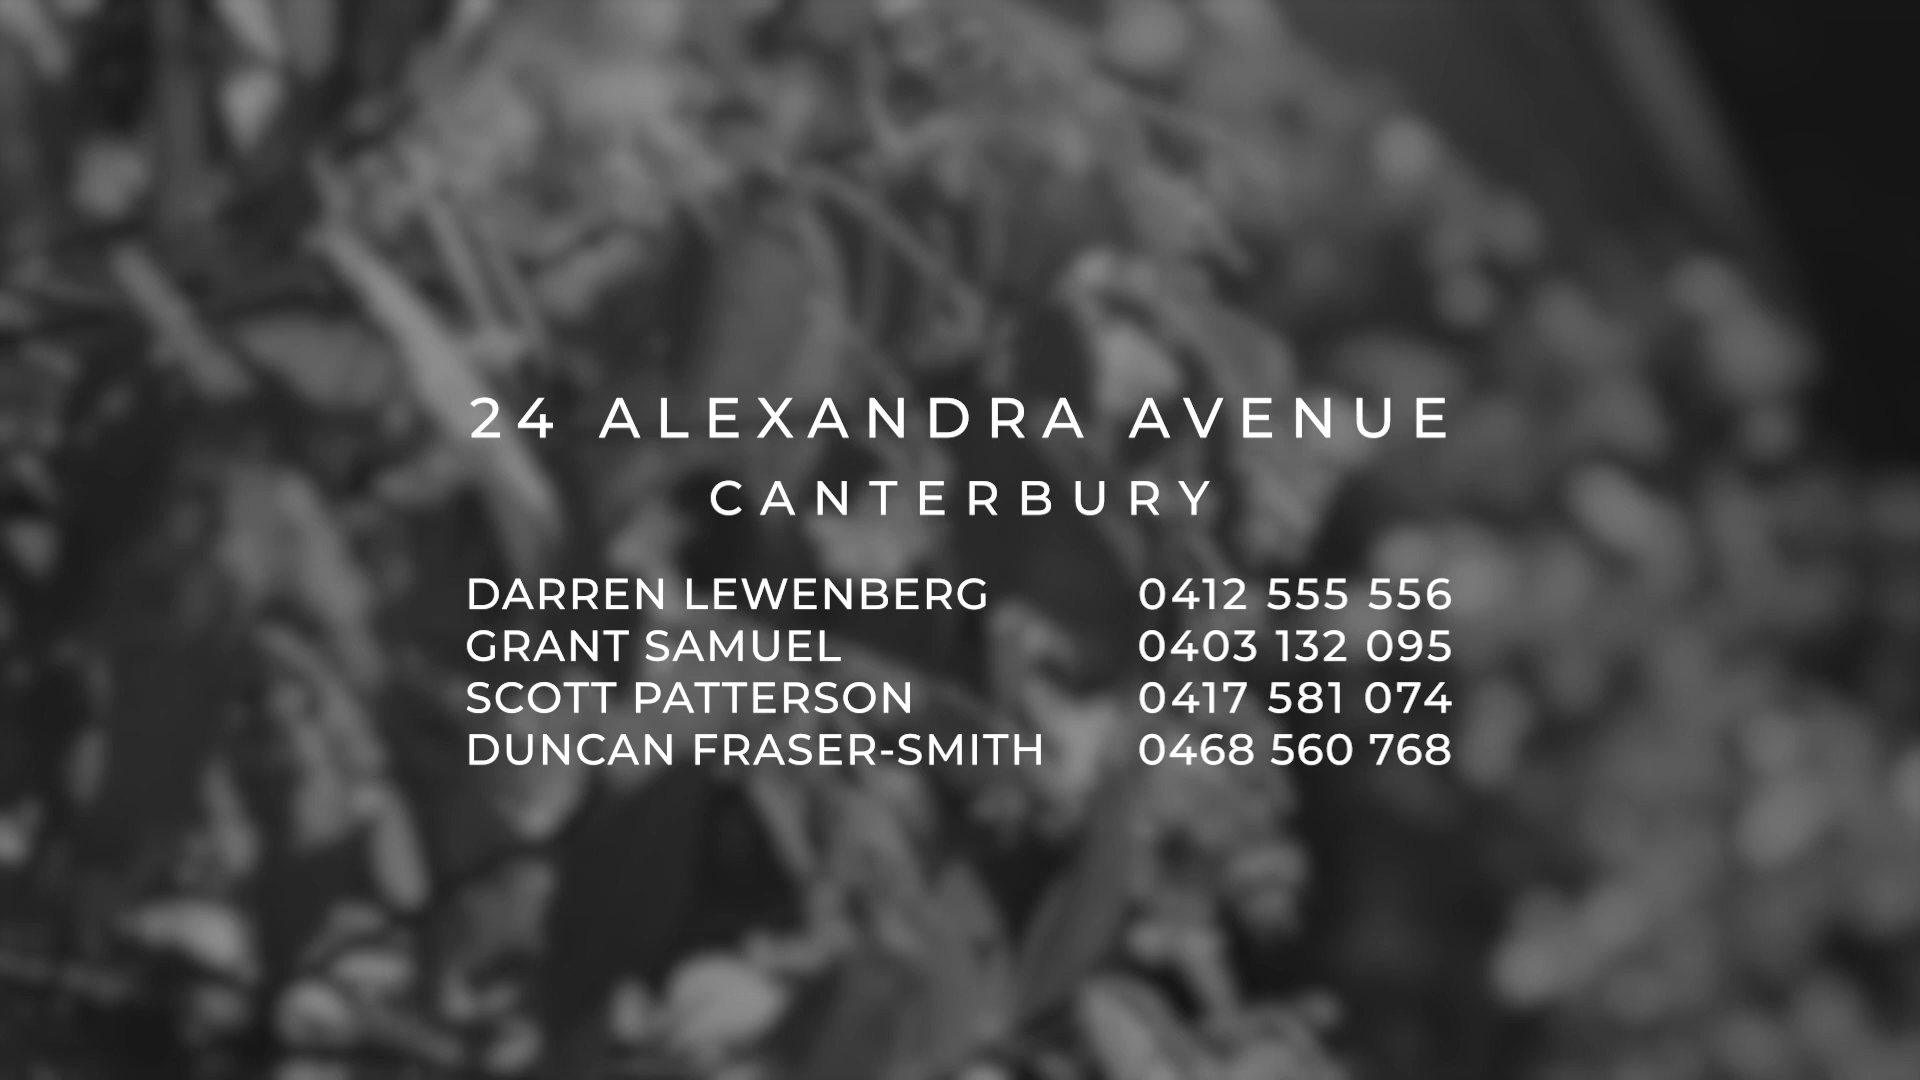 24 ALEXANDRA AVENUE
CANTERBURY
DARREN LEWENBERG 0412 555 556
GRANT SAMUEL 0403 132 095
SCOTT PATTERSON 0417 581 074
DUNCAN FRASER-SMITH 0468 560 768